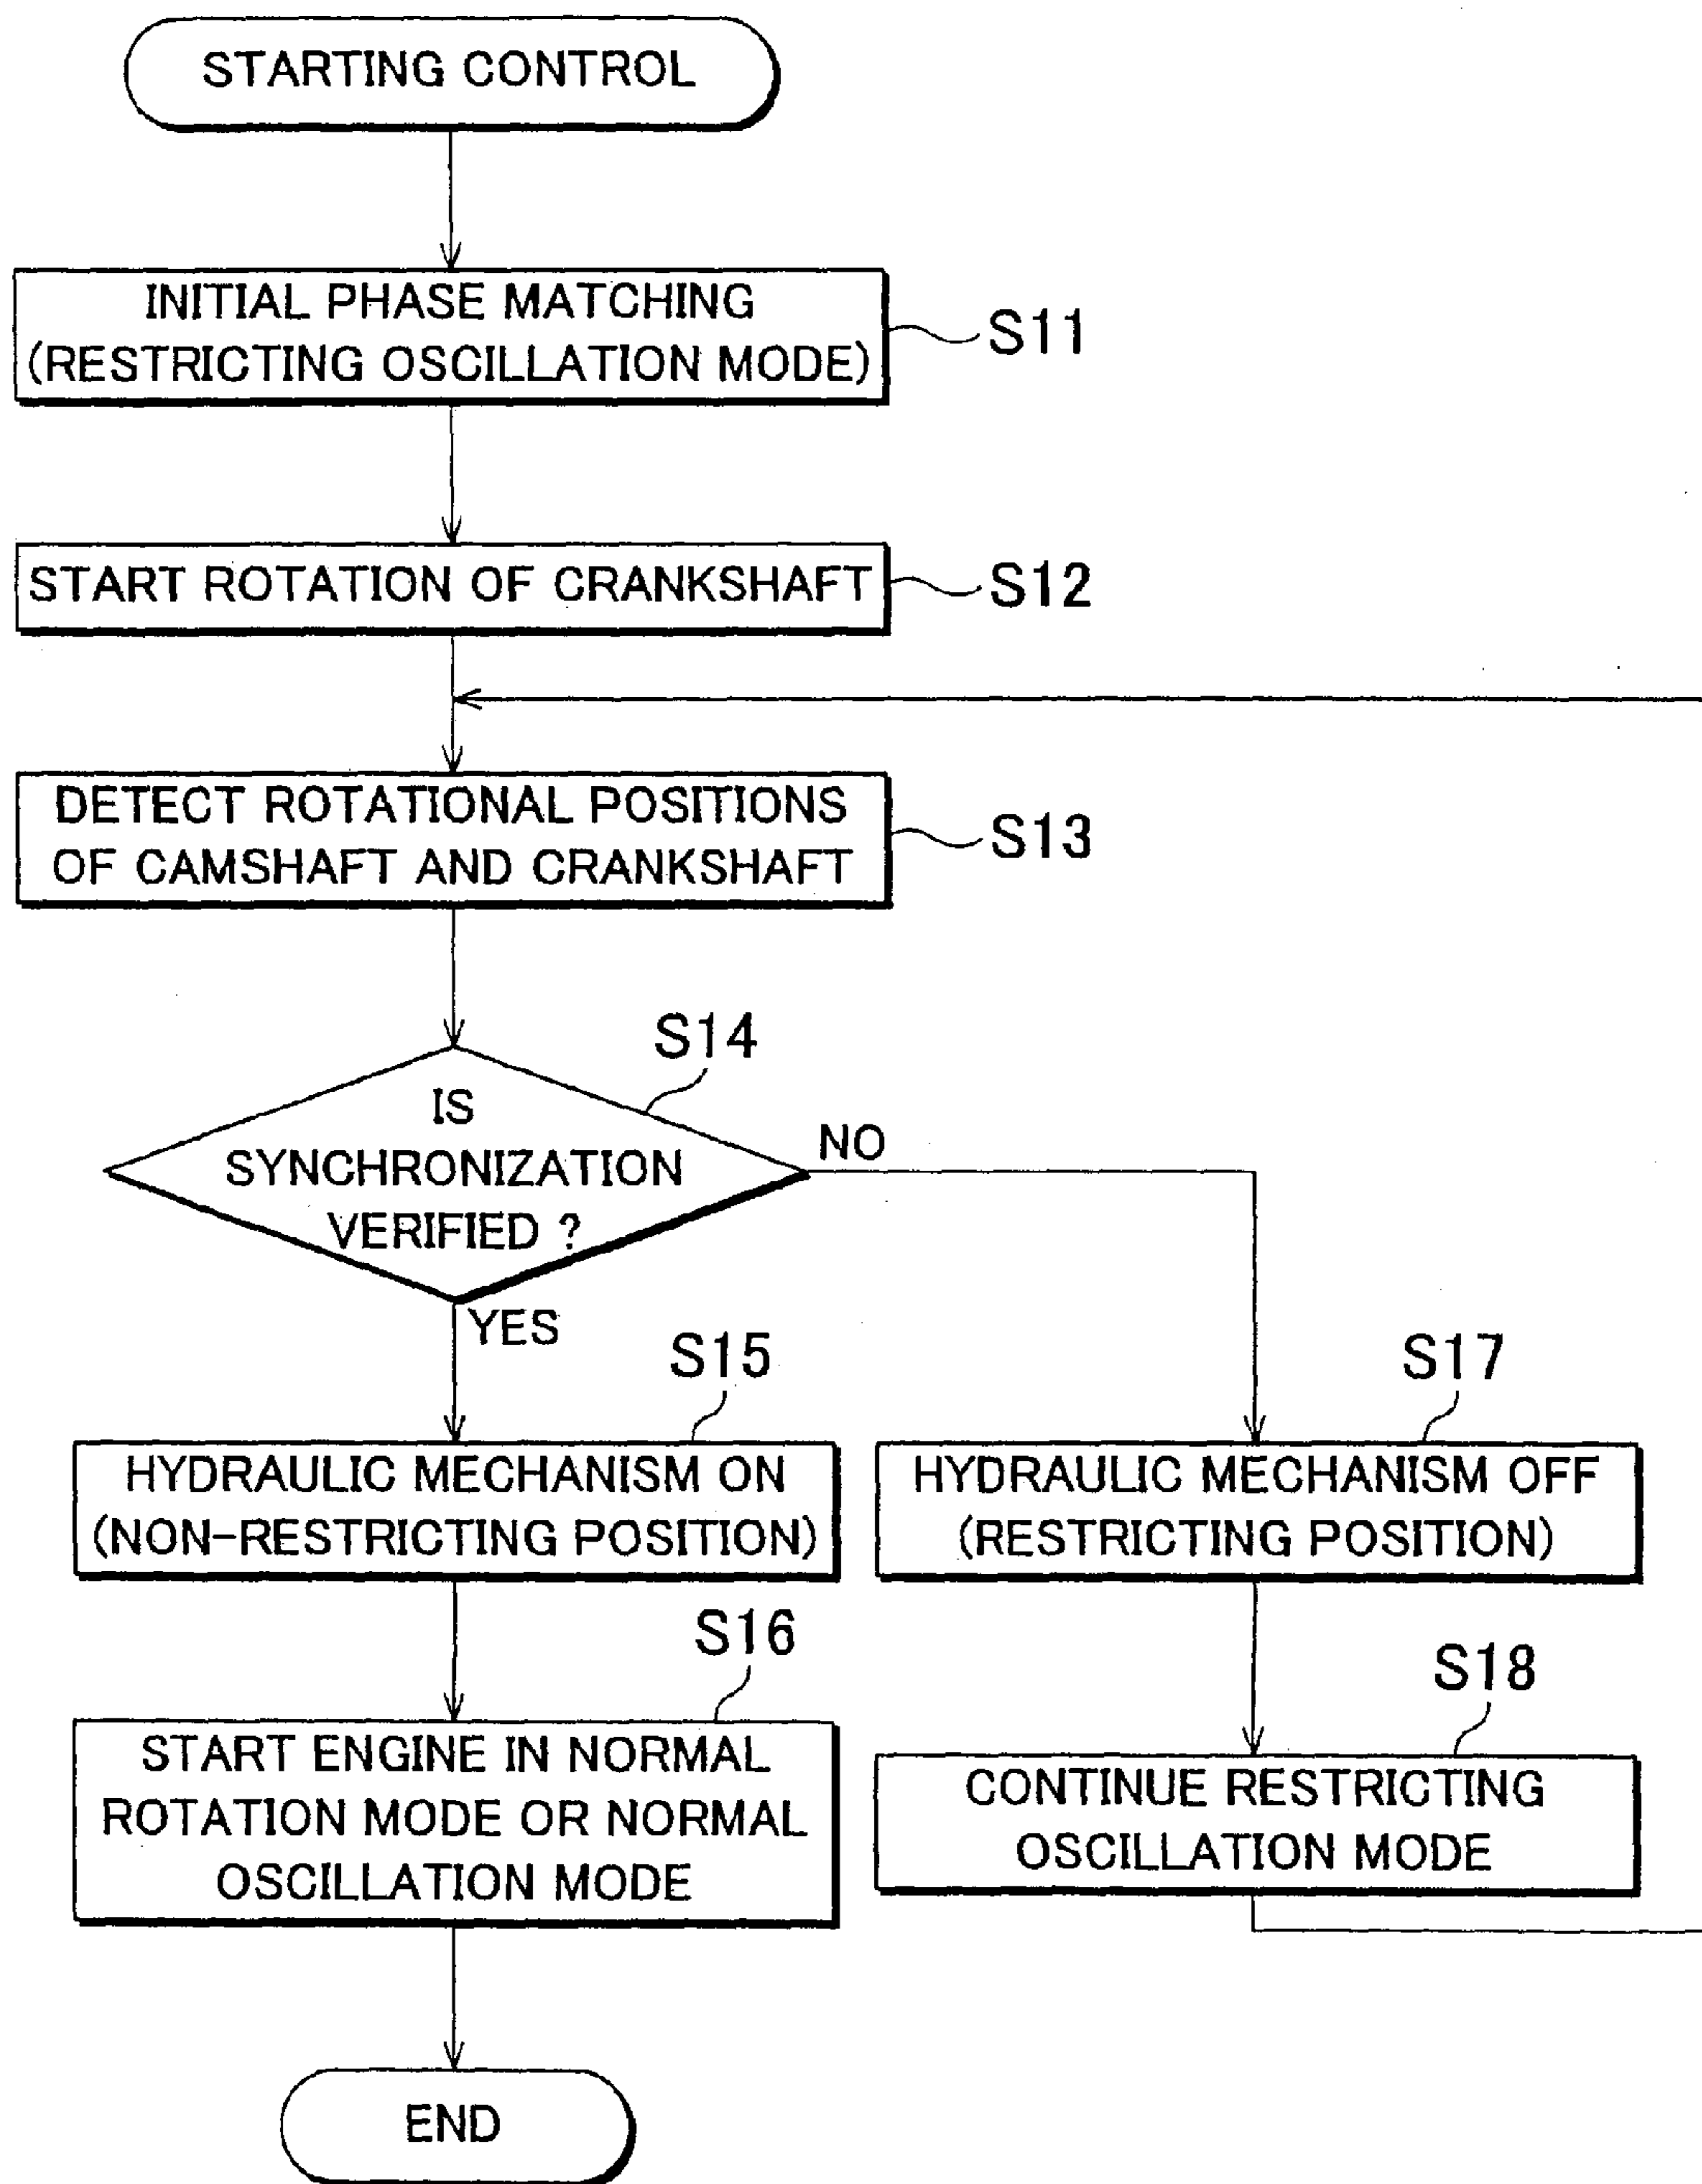 STARTING CONTROL
INITIAL PHASE MATCHING
(RESTRICTING OSCILLATION MODE)
S11
START ROTATION OF CRANKSHAFT
S12
DETECT ROTATIONAL POSITIONS
OF CAMSHAFT AND CRANKSHAFT
S13
S14
IS
SYNCHRONIZATION
VERIFIED ?
NO
YES
S15
HYDRAULIC MECHANISM ON
(NON-RESTRICTING POSITION)
S16
START ENGINE IN NORMAL
ROTATION MODE OR NORMAL
OSCILLATION MODE
S17
HYDRAULIC MECHANISM OFF
(RESTRICTING POSITION)
S18
CONTINUE RESTRICTING
OSCILLATION MODE
END